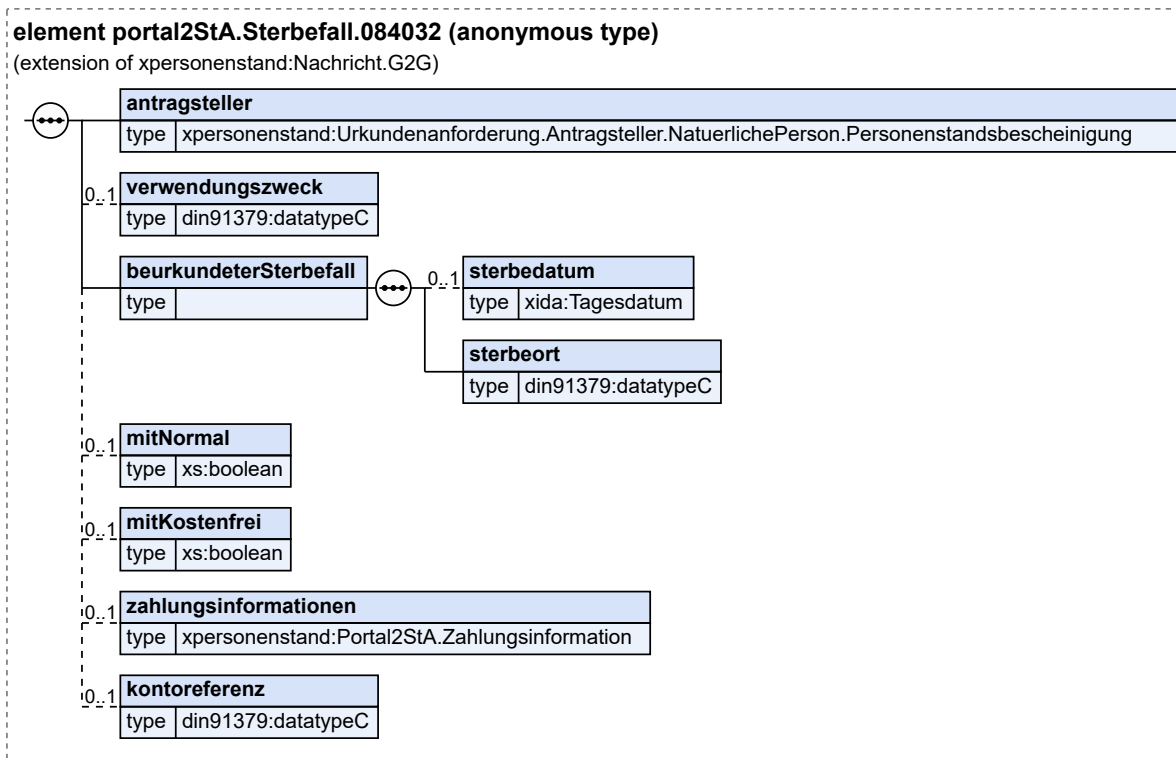 element portal2StA.Sterbefall.084032 (anonymous type)
(extension of xpersonenstand:Nachricht.G2G)
antragsteller
type xpersonenstand:Urkundenanforderung.Antragsteller.NatuerlichePerson.Personenstandsbescheinigung
0..1 verwendungszweck
type din91379:datatypeC
beurkundeterSterbefall
type
0..1 sterbedatum
type xida:Tagesdatum
sterbeort
type din91379:datatypeC
0..1 mitNormal
type xs:boolean
0..1 mitKostenfrei
type xs:boolean
0..1 zahlungsinformationen
type xpersonenstand:Portal2StA.Zahlungsinformation
0..1 kontoreferenz
type din91379:datatypeC